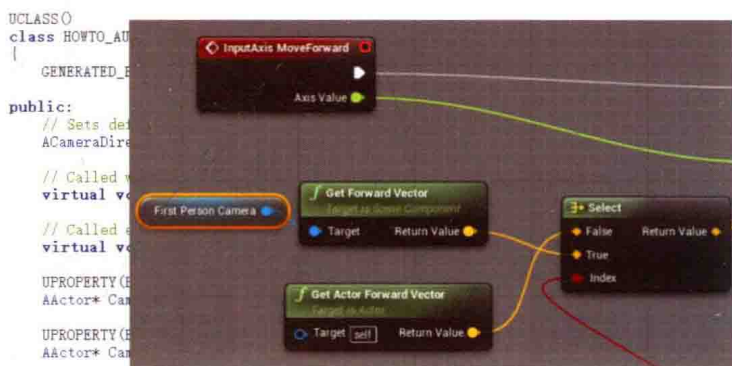 UCLASS()
class HOWTO_AU
{
GENERATED_B
public:
// Sets def
ACameraDire
// Called w
virtual vo
// Called e
virtual vo
UPROPERTY(E
AActor* Cam
UPROPERTY(E
AActor* Cam
InputAxis MoveForward
Axis Value
First Person Camera
f Get Forward Vector
Target is Scene Component
Target Return Value
f Get Actor Forward Vector
Target is Actor
Target self Return Value
Select
False Return Value
True
Index